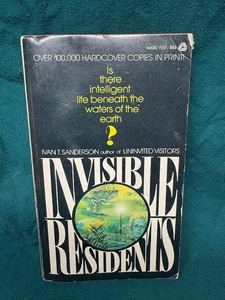 OVER 100,000 HARDCOVER COPIES IN PRINT!
Is
there
intelligent
life beneath the
waters of the
earth
?
IVAN T. SANDERSON author of UNINVITED VISITORS
INVISIBLE
RESIDENTS